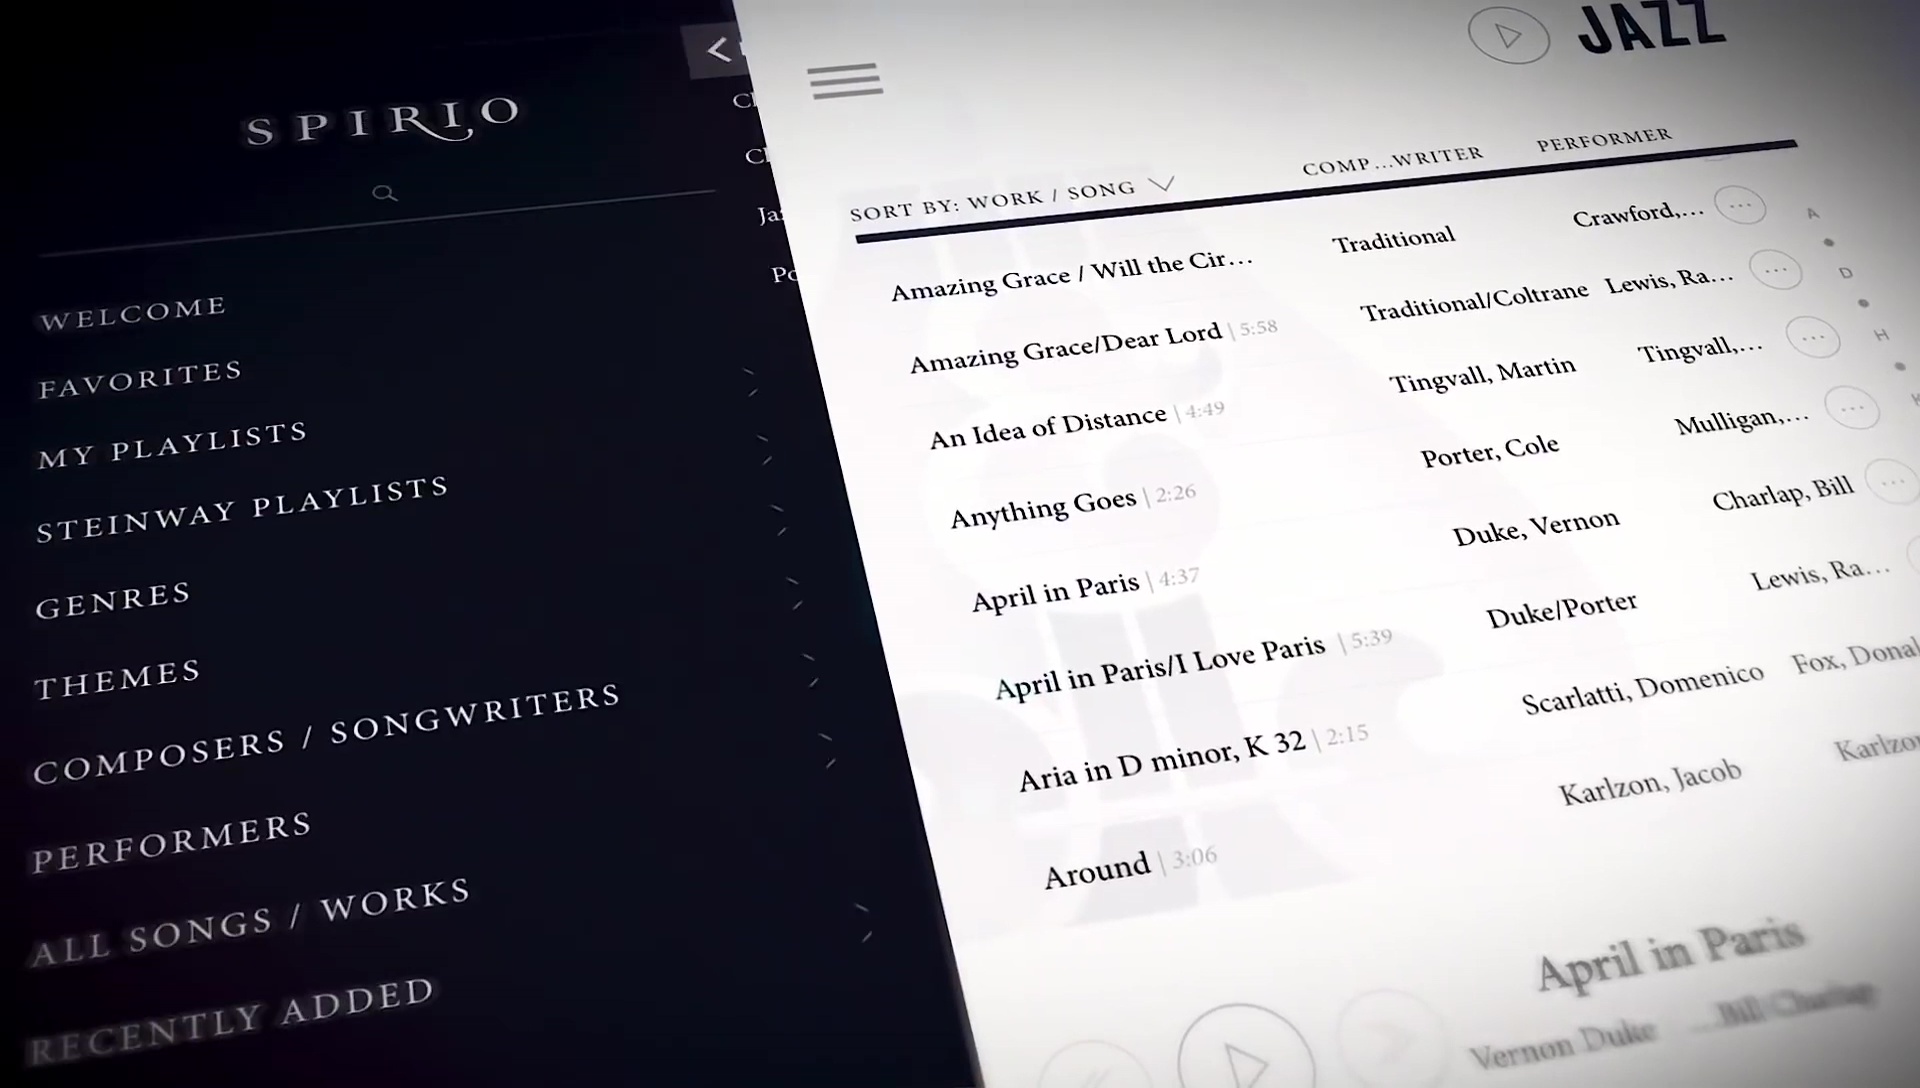 SPIRIO
WELCOME
FAVORITES
MY PLAYLISTS
STEINWAY PLAYLISTS
GENRES
THEMES
COMPOSERS / SONGWRITERS
PERFORMERS
ALL SONGS / WORKS
RECENTLY ADDED
JAZZ
SORT BY: WORK / SONG COMP...WRITER PERFORMER
Amazing Grace / Will the Cir... Traditional Crawford,...
Amazing Grace/Dear Lord | 5:58 Traditional/Coltrane Lewis, Ra...
An Idea of Distance | 4:49 Tingvall, Martin Tingvall,...
Anything Goes | 2:26 Porter, Cole Mulligan,...
April in Paris | 4:37 Duke, Vernon Charlap, Bill
April in Paris/I Love Paris | 5:39 Duke/Porter Lewis, Ra...
Aria in D minor, K 32 | 2:15 Scarlatti, Domenico Fox, Donal
Around | 3:06 Karlzon, Jacob Karlzo
A
D
H
April in Paris
Vernon Duke ...Bill Charlap